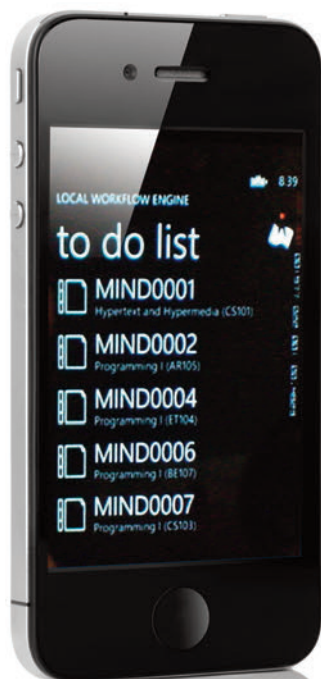 8:39
LOCAL WORKFLOW ENGINE
to do list
MIND0001
Hypertext and Hypermedia (CS101)
MIND0002
Programming I (AR105)
MIND0004
Programming I (ET104)
MIND0006
Programming I (BE107)
MIND0007
Programming I (CS103)